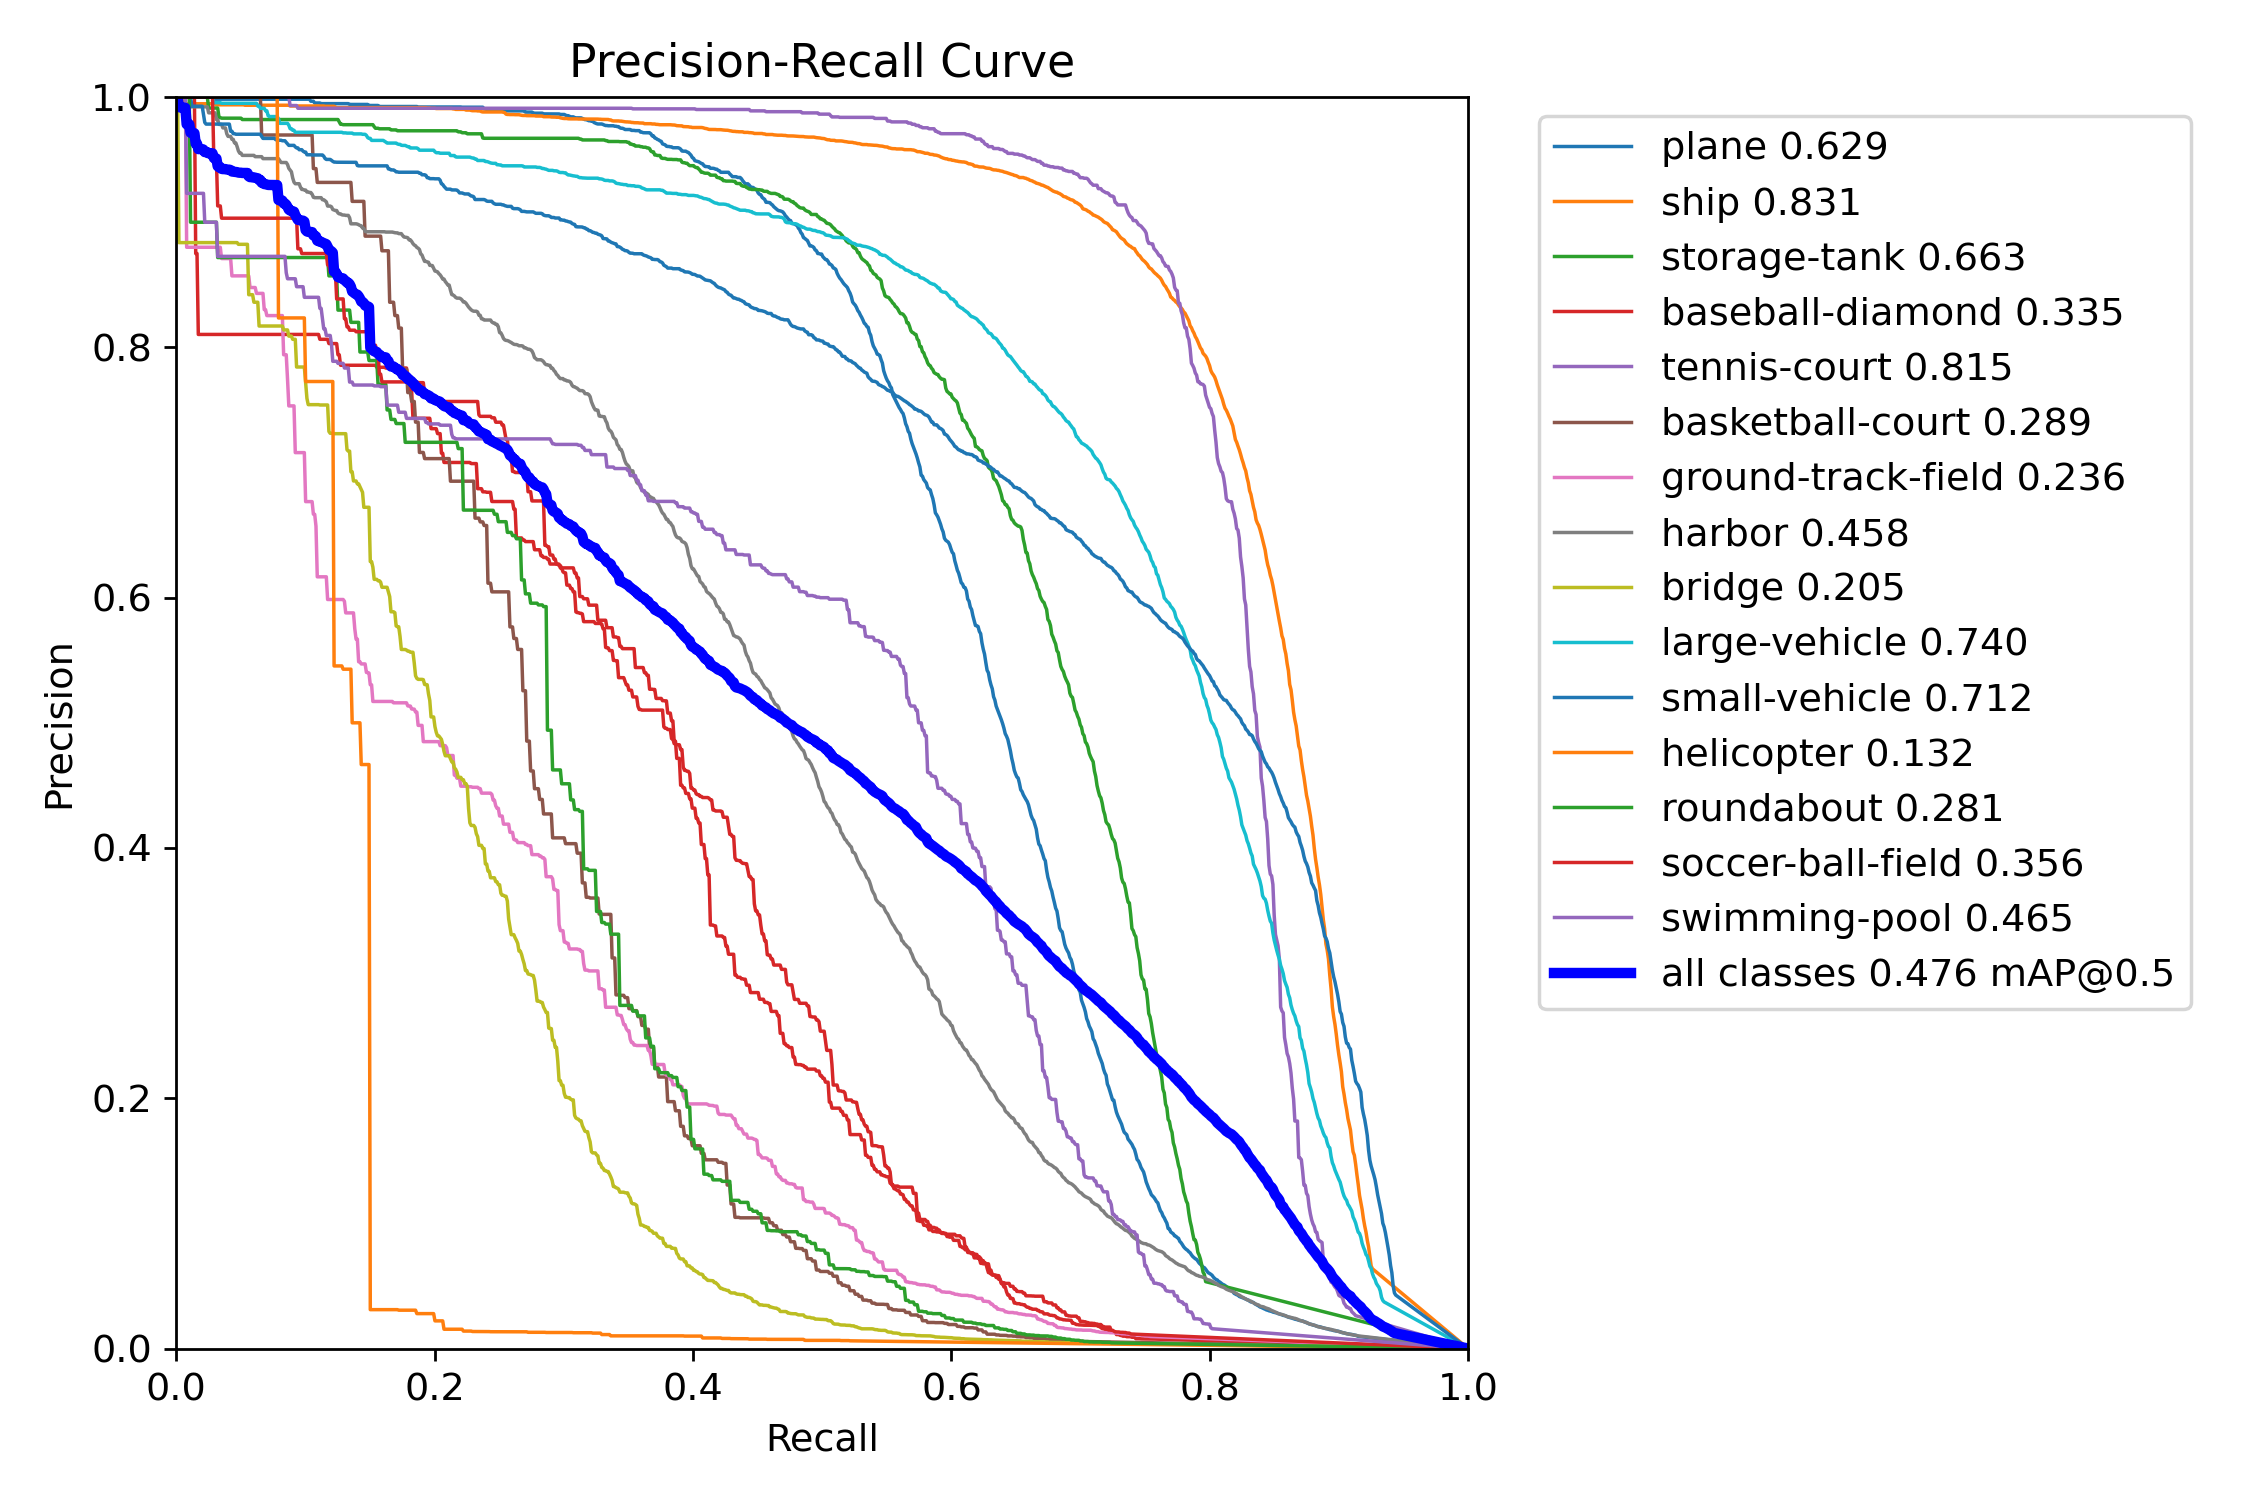 Precision-Recall Curve
1.0
0.8
0.6
0.4
0.2
0.0
Precision
0.0 0.2 0.4 0.6 0.8 1.0
Recall
plane 0.629
ship 0.831
storage-tank 0.663
baseball-diamond 0.335
tennis-court 0.815
basketball-court 0.289
ground-track-field 0.236
harbor 0.458
bridge 0.205
large-vehicle 0.740
small-vehicle 0.712
helicopter 0.132
roundabout 0.281
soccer-ball-field 0.356
swimming-pool 0.465
all classes 0.476 mAP@0.5